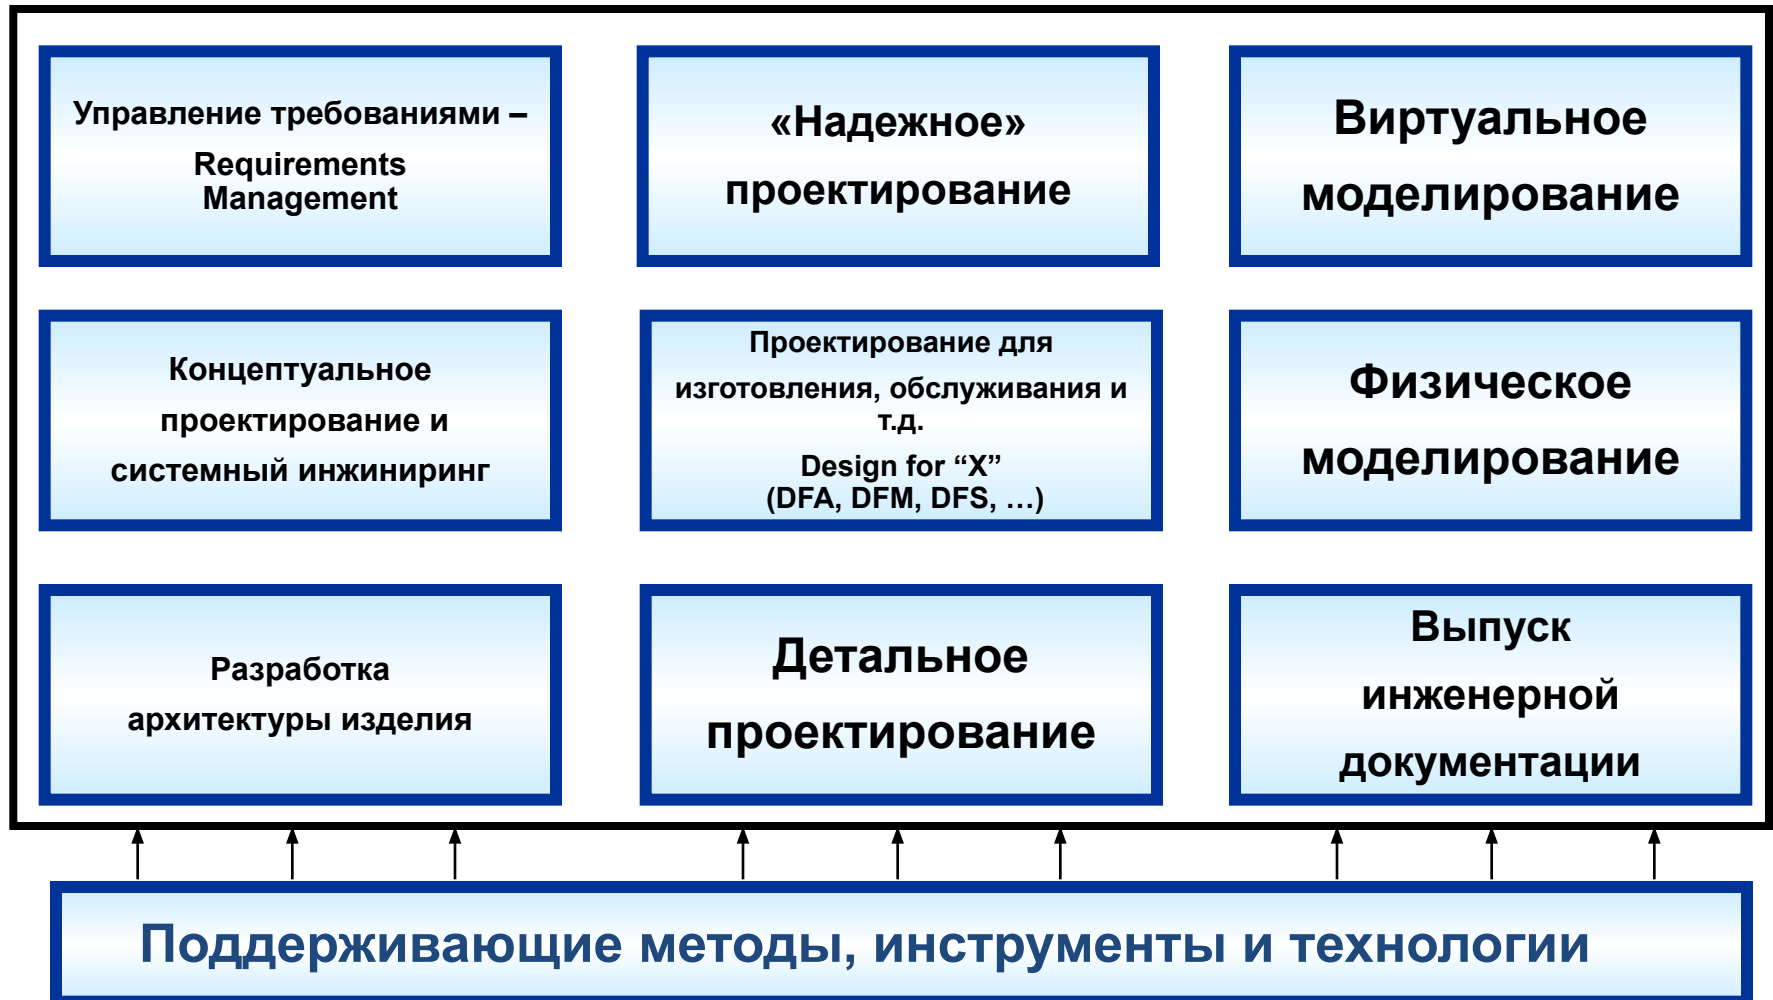 Управление требованиями –
Requirements
Management
«Надежное»
проектирование
Виртуальное
моделирование
Концептуальное
проектирование и
системный инжиниринг
Проектирование для
изготовления, обслуживания и
т.д.
Design for “X”
(DFA, DFM, DFS, …)
Физическое
моделирование
Разработка
архитектуры изделия
Детальное
проектирование
Выпуск
инженерной
документации
Поддерживающие методы, инструменты и технологии